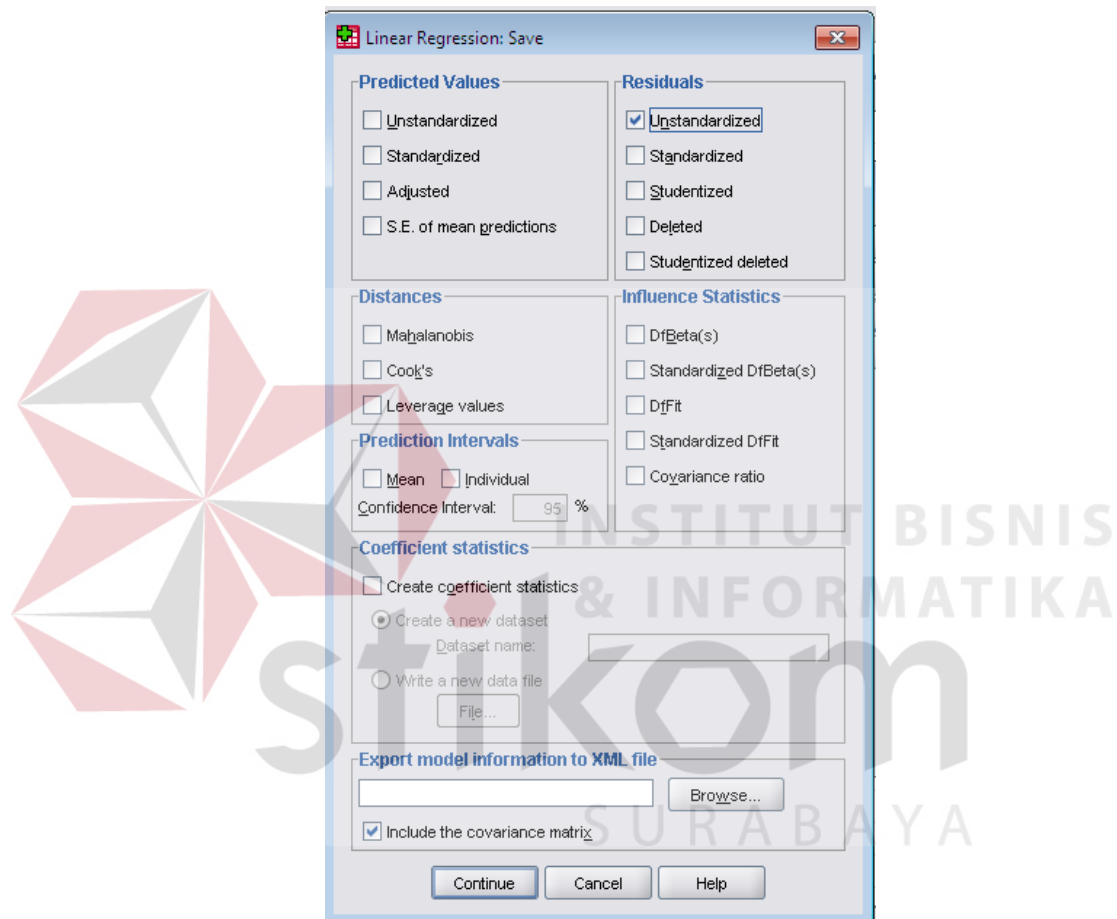 Linear Regression: Save
Predicted Values
Unstandardized
Standardized
Adjusted
S.E. of mean predictions
Residuals
Unstandardized
Standardized
Studentized
Deleted
Studentized deleted
Distances
Mahalanobis
Cook's
Leverage values
Influence Statistics
DfBeta(s)
Standardized DfBeta(s)
DfFit
Standardized DfFit
Covariance ratio
Prediction Intervals
Mean Individual
Confidence Interval: 95 %
Coefficient statistics
Create coefficient statistics
Create a new dataset
Dataset name:
Write a new data file
File...
Export model information to XML file
Browse...
Include the covariance matrix
Continue Cancel Help
INSTITUT BISNIS
& INFORMATIKA
stikom
SURABAYA